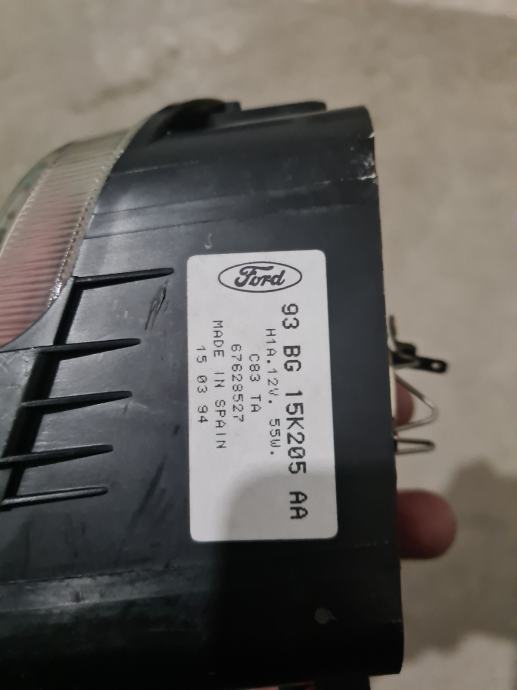 Ford
93 BG 15K205 AA
H1A.12V. 55W.
C83 TA
67628527
MADE IN SPAIN
15 03 94